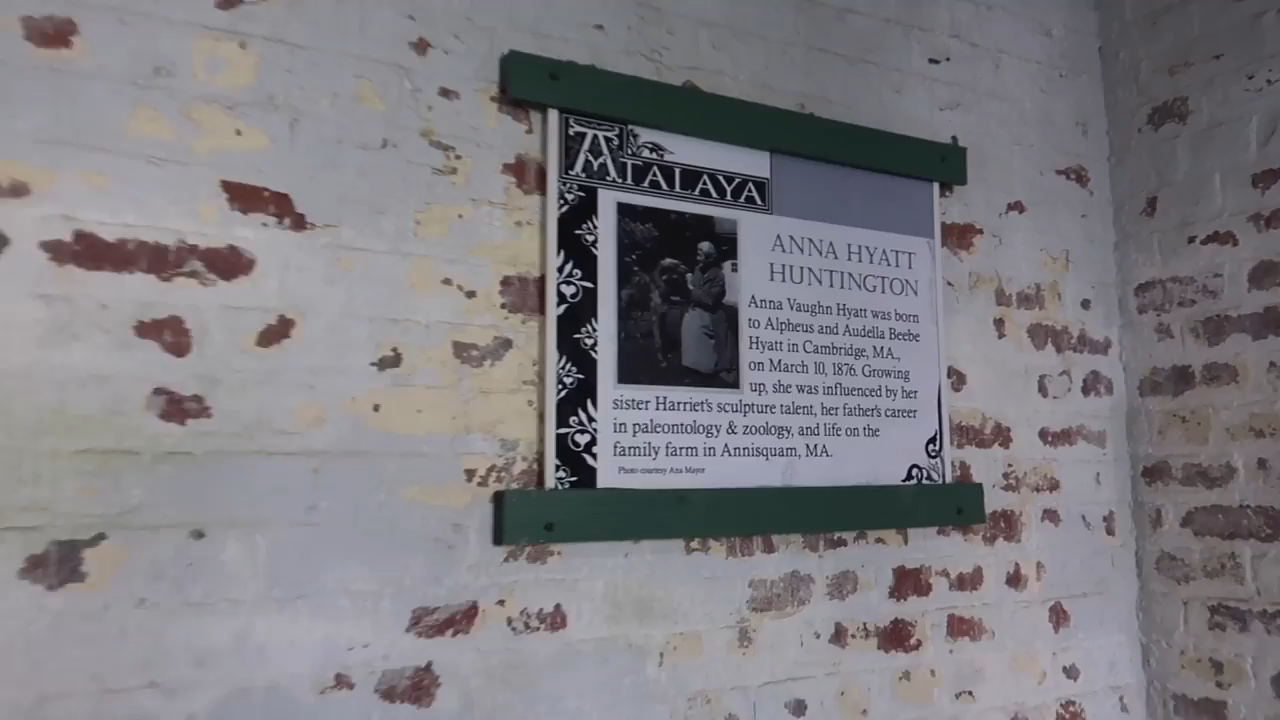 ATALAYA
ANNA HYATT
HUNTINGTON
Anna Vaughn Hyatt was born
to Alpheus and Audella Beebe
Hyatt in Cambridge, MA.,
on March 10, 1876. Growing
up, she was influenced by her
sister Harriet's sculpture talent, her father's career
in paleontology & zoology, and life on the
family farm in Annisquam, MA.
Photo courtesy Ana Mayor